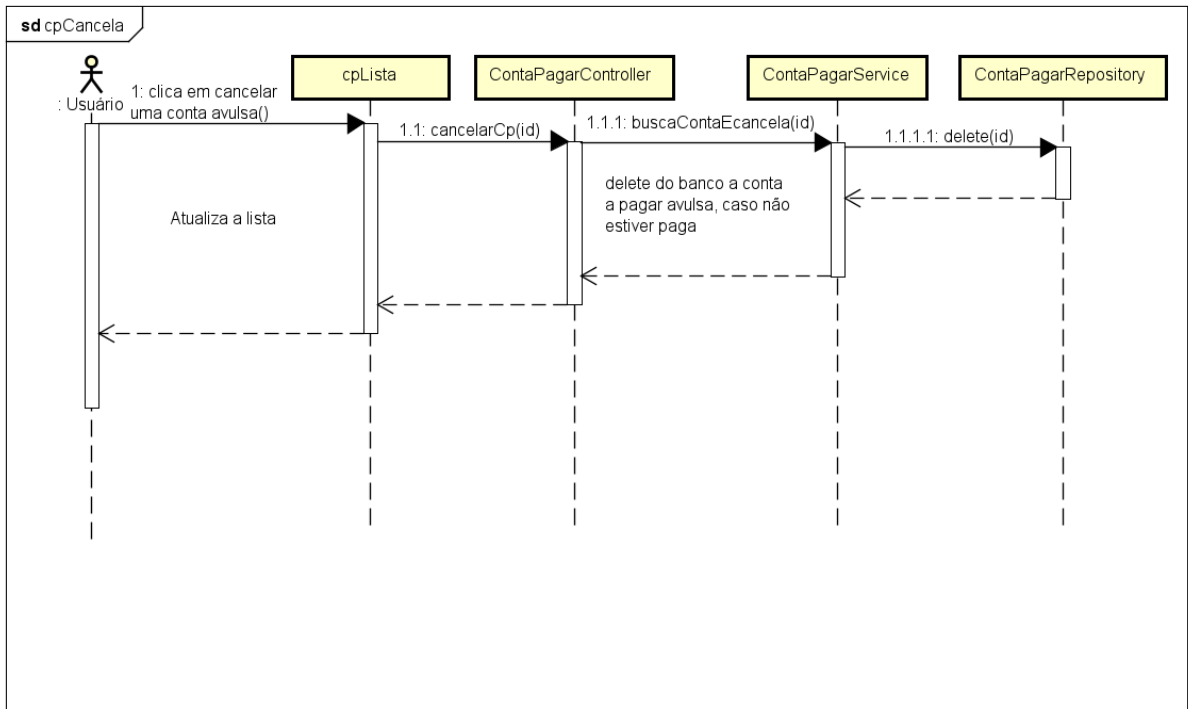 sd cpCancela
: Usuário
cpLista
ContaPagarController
ContaPagarService
ContaPagarRepository
1: clica em cancelar
uma conta avulsa()
1.1: cancelarCp(id)
1.1.1: buscaContaEcancela(id)
1.1.1.1: delete(id)
delete do banco a conta
a pagar avulsa, caso não
estiver paga
Atualiza a lista